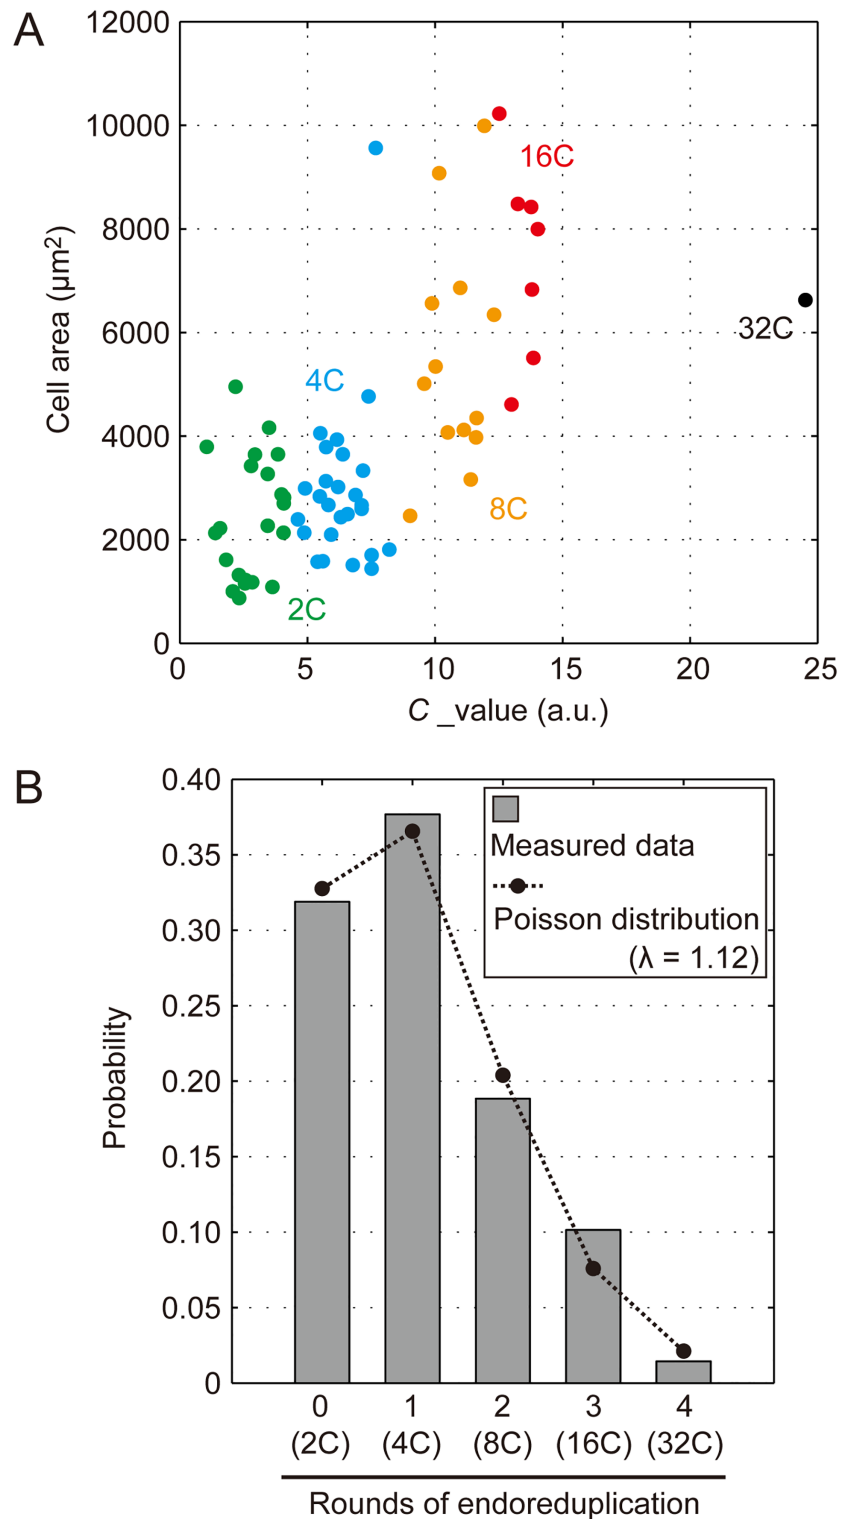 A
12000
10000
8000
6000
4000
2000
0
Cell area (µm²)
16C
32C
4C
8C
2C
0 5 10 15 20 25
C _value (a.u.)
B
0.40
0.35
0.30
0.25
0.20
0.15
0.10
0.05
0
Probability
Measured data
Poisson distribution
(λ = 1.12)
0 1 2 3 4
(2C) (4C) (8C) (16C) (32C)
Rounds of endoreduplication